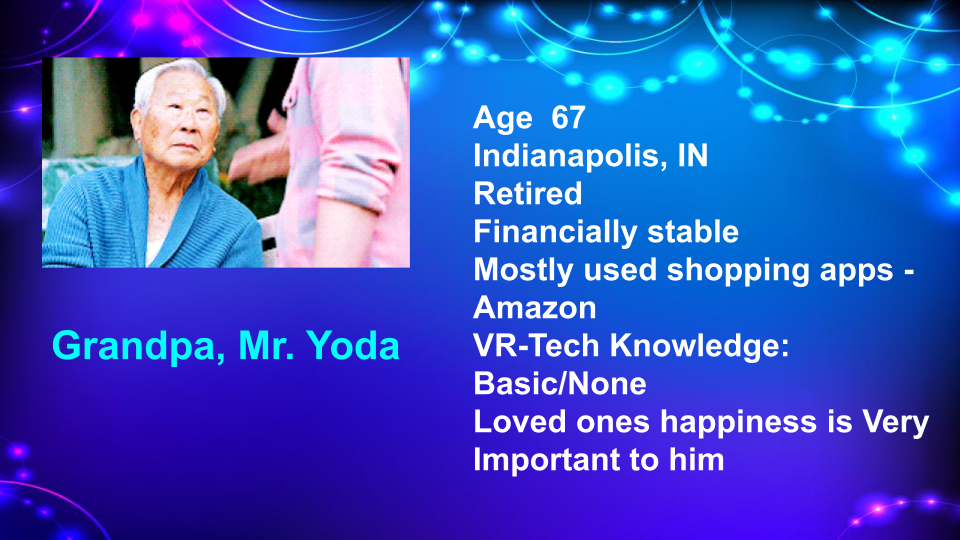 Age  67
Indianapolis, IN
Retired
Financially stable
Mostly used shopping apps -
Amazon
VR-Tech Knowledge:
Basic/None
Loved ones happiness is Very
Important to him
Grandpa, Mr. Yoda